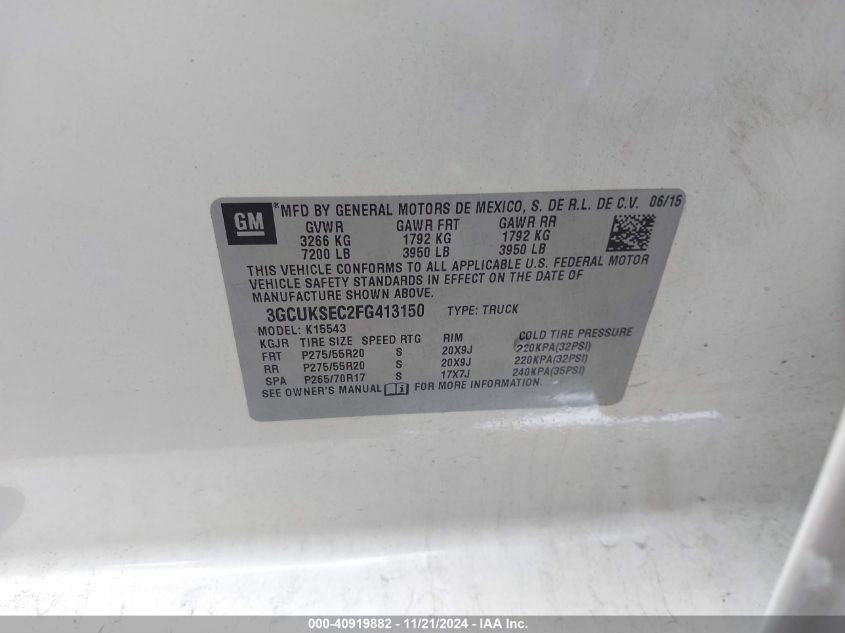 GM ® MFD BY GENERAL MOTORS DE MEXICO, S. DE R.L. DE C.V. 06/15
GVWR GAWR FRT GAWR RR
3266 KG 1792 KG 1792 KG
7200 LB 3950 LB 3950 LB
THIS VEHICLE CONFORMS TO ALL APPLICABLE U.S. FEDERAL MOTOR
VEHICLE SAFETY STANDARDS IN EFFECT ON THE DATE OF
MANUFACTURE SHOWN ABOVE.
3GCUKSEC2FG413150 TYPE: TRUCK
MODEL: K15543
KGJR TIRE SIZE SPEED RTG RIM COLD TIRE PRESSURE
FRT P275/55R20 S 20X9J 220KPA(32PSI)
RR P275/55R20 S 20X9J 220KPA(32PSI)
SPA P265/70R17 S 17X7J 240KPA(35PSI)
SEE OWNER'S MANUAL FOR MORE INFORMATION.
000-40919882 - 11/21/2024 - IAA Inc.